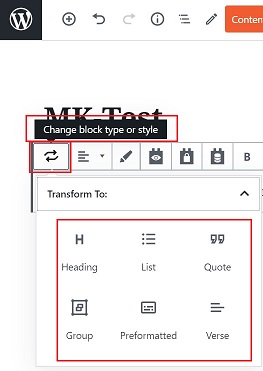 Conten
MK-Test
Change block type or style
B
Transform To:
H
Heading
List
Quote
Group
Preformatted
Verse